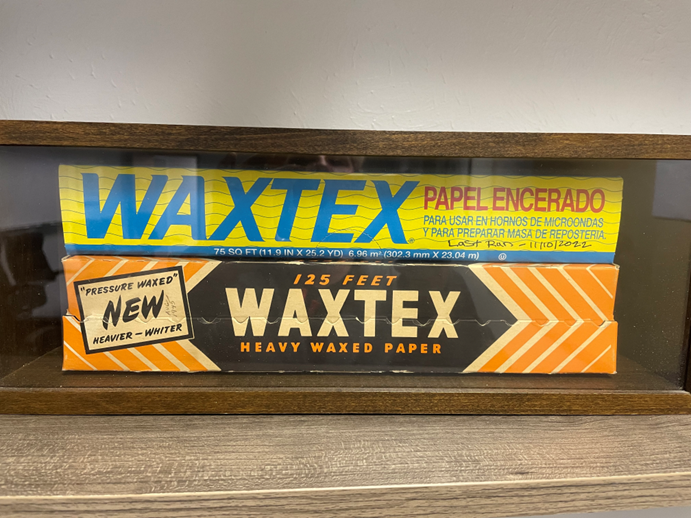 WAXTEX
PAPEL ENCERADO
PARA USAR EN HORNOS DE MICROONDAS
Y PARA PREPARAR MASA DE REPOSTERIA.
Last Run - 11/10/2022
75 SQ FT (11.9 IN X 25.2 YD) 6.96 m² (302.3 mm X 23.04 m)
"PRESSURE WAXED"
NEW
HEAVIER - WHITER
125 FEET
WAXTEX
HEAVY WAXED PAPER